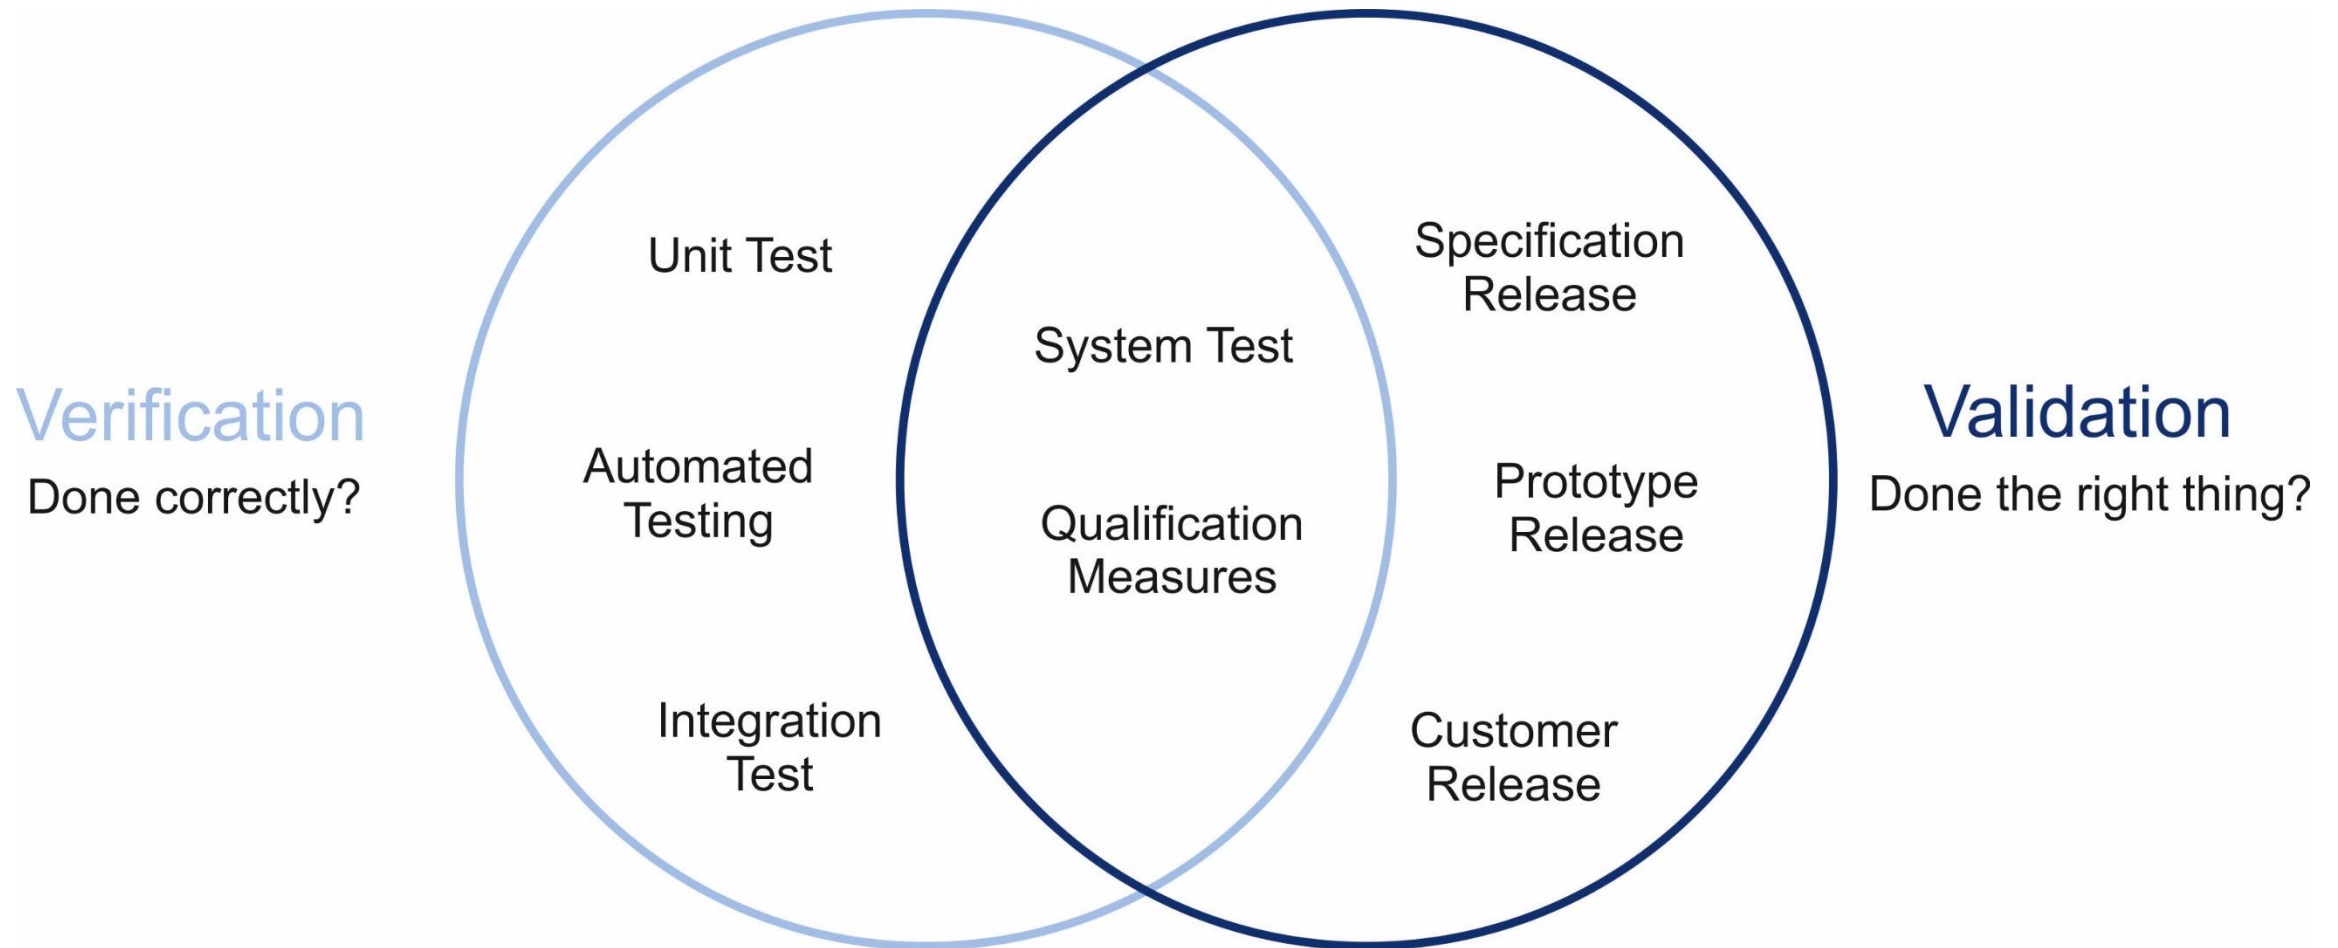 Verification
Done correctly?
Unit Test
Automated
Testing
Integration
Test
System Test
Qualification
Measures
Specification
Release
Prototype
Release
Customer
Release
Validation
Done the right thing?